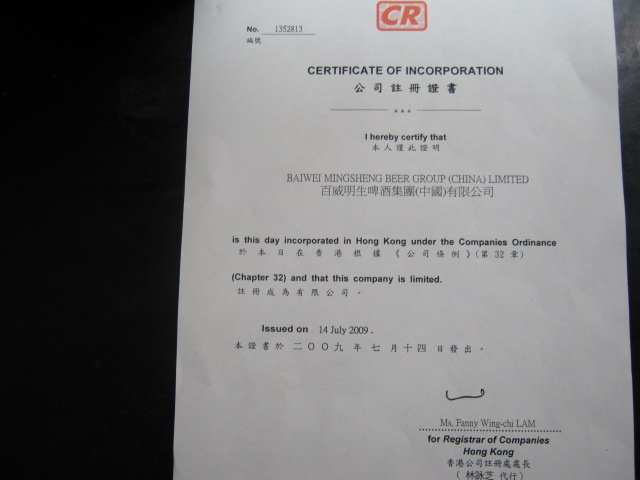 CR
No. 1352813
編號
CERTIFICATE OF INCORPORATION
公司註冊證書
***
I hereby certify that
本人謹此證明
BAIWEI MINGSHENG BEER GROUP (CHINA) LIMITED
百威明生啤酒集團(中國)有限公司
is this day incorporated in Hong Kong under the Companies Ordinance
於本日在香港根據《公司條例》(第32章)
(Chapter 32) and that this company is limited.
註冊成為有限公司。
Issued on 14 July 2009.
本證書於二〇〇九年七月十四日發出。
Ms. Fanny Wing-chi LAM
for Registrar of Companies
Hong Kong
香港公司註冊處處長
(林詠芝代行)